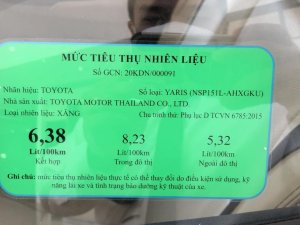 MỨC TIÊU THỤ NHIÊN LIỆU
Số GCN: 20KDN/000091
Nhãn hiệu: TOYOTA Số loại: YARIS (NSP151L-AHXGKU)
Nhà sản xuất: TOYOTA MOTOR THAILAND CO., LTD
Loại nhiên liệu: XĂNG Chu trình thử: Phụ lục D TCVN 6785:2015
6,38 8,23 5,32
Lít/100km Lít/100km Lít/100km
Kết hợp Trong đô thị Ngoài đô thị
Ghi chú: mức tiêu thụ nhiên liệu thực tế có thể thay đổi do điều kiện sử dụng, kỹ
năng lái xe và tình trạng bảo dưỡng kỹ thuật của xe.